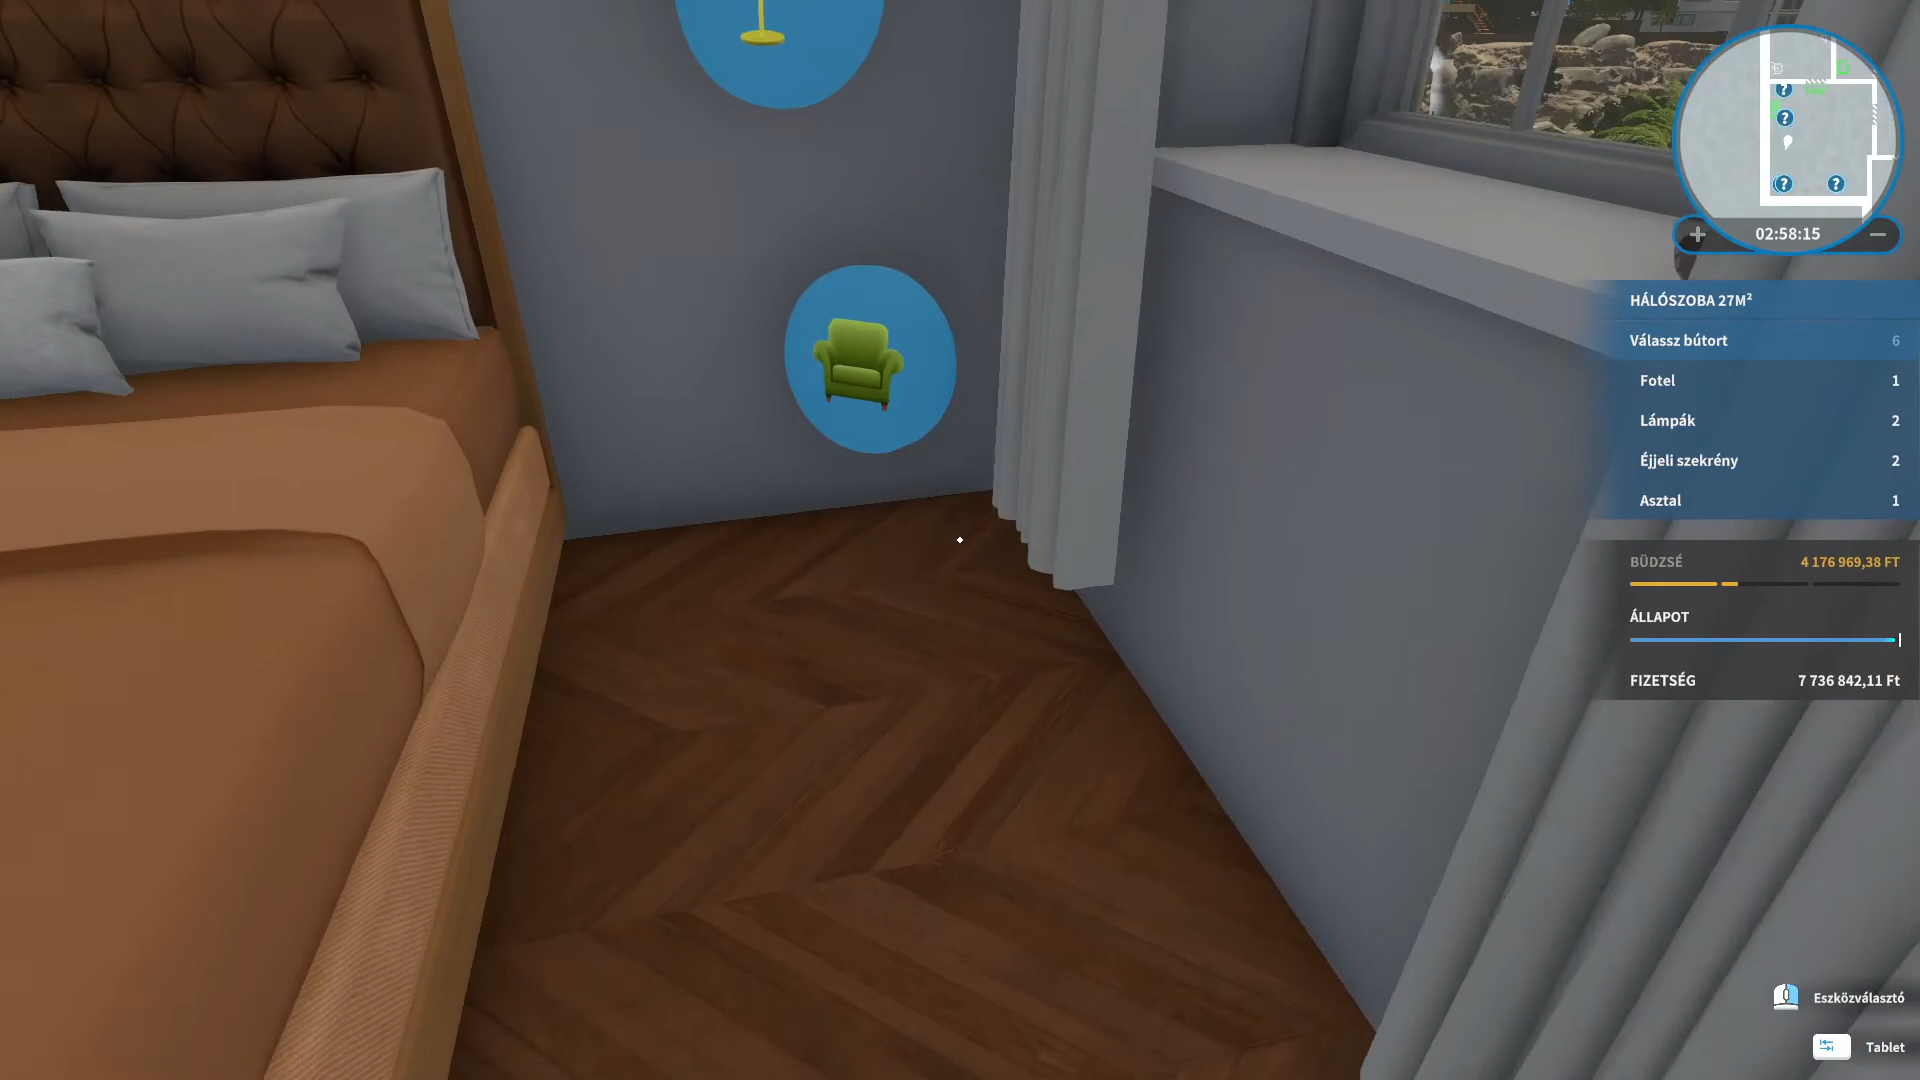 ?
?
?
?
+ 02:58:15 −
HÁLÓSZOBA 27M²
Válassz bútort 6
Fotel 1
Lámpák 2
Éjjeli szekrény 2
Asztal 1
BÜDZSÉ 4 176 969,38 FT
ÁLLAPOT
FIZETSÉG 7 736 842,11 Ft
Eszközválasztó
Tablet